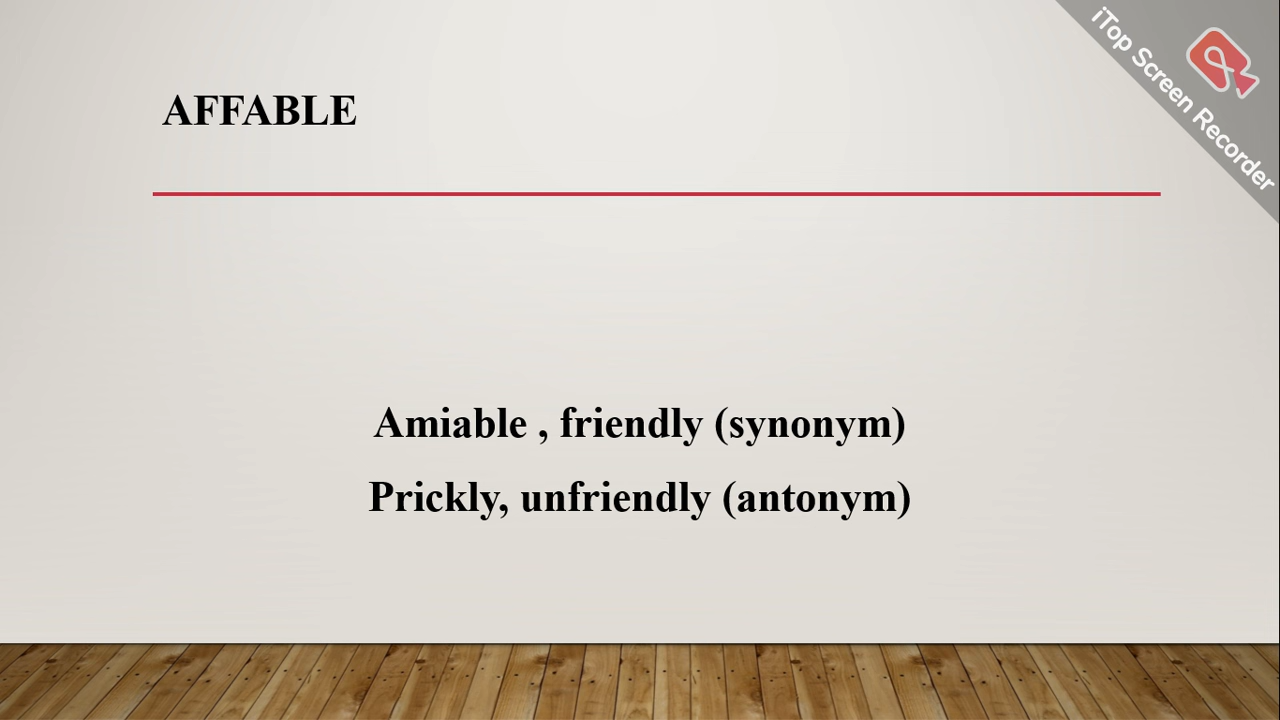 AFFABLE
iTop Screen Recorder
Amiable , friendly (synonym)
Prickly, unfriendly (antonym)